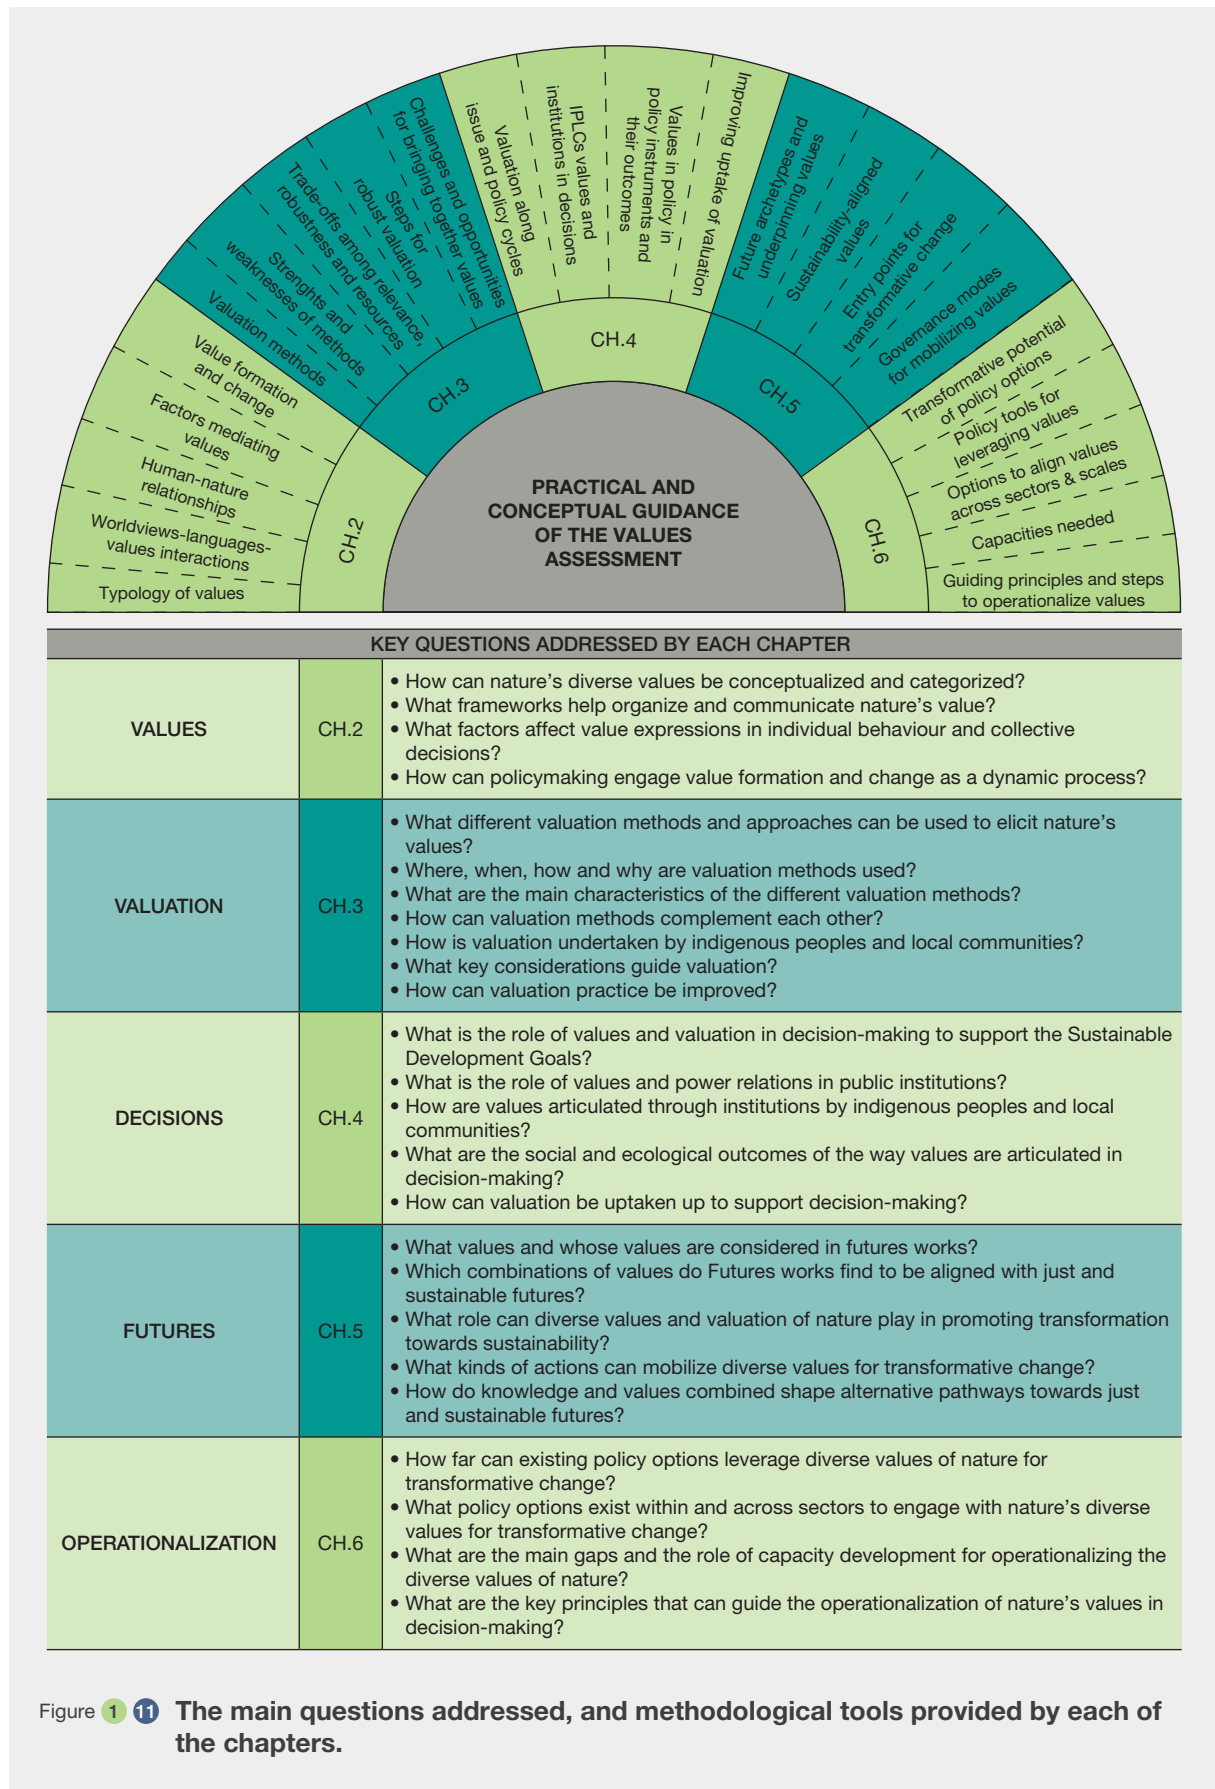 Typology of values
Worldviews-languages-
values interactions
Human-nature
relationships
Factors mediating
values
Value formation
and change
CH.2
Valuation methods
Strenghts and
weaknesses of methods
Trade-offs among relevance,
robustness and resources
Steps for
robust valuation
Challenges and opportunities
for bringing together values
CH.3
Valuation along
issue and policy cycles
IPLCs values and
institutions in decisions
Values in policy in
policy instruments and
their outcomes
Improving uptake of valuation
CH.4
Future archetypes and
underpinning values
Sustainability-aligned
values
Entry points for
transformative change
Governance modes
for mobilizing values
CH.5
Transformative potential
of policy options
Policy tools for
leveraging values
Options to align values
across sectors & scales
Capacities needed
Guiding principles and steps
to operationalize values
CH.6
PRACTICAL AND
CONCEPTUAL GUIDANCE
OF THE VALUES
ASSESSMENT
KEY QUESTIONS ADDRESSED BY EACH CHAPTER
VALUES
CH.2
• How can nature’s diverse values be conceptualized and categorized?
• What frameworks help organize and communicate nature’s value?
• What factors affect value expressions in individual behaviour and collective
decisions?
• How can policymaking engage value formation and change as a dynamic process?
VALUATION
CH.3
• What different valuation methods and approaches can be used to elicit nature’s
values?
• Where, when, how and why are valuation methods used?
• What are the main characteristics of the different valuation methods?
• How can valuation methods complement each other?
• How is valuation undertaken by indigenous peoples and local communities?
• What key considerations guide valuation?
• How can valuation practice be improved?
DECISIONS
CH.4
• What is the role of values and valuation in decision-making to support the Sustainable
Development Goals?
• What is the role of values and power relations in public institutions?
• How are values articulated through institutions by indigenous peoples and local
communities?
• What are the social and ecological outcomes of the way values are articulated in
decision-making?
• How can valuation be uptaken up to support decision-making?
FUTURES
CH.5
• What values and whose values are considered in futures works?
• Which combinations of values do Futures works find to be aligned with just and
sustainable futures?
• What role can diverse values and valuation of nature play in promoting transformation
towards sustainability?
• What kinds of actions can mobilize diverse values for transformative change?
• How do knowledge and values combined shape alternative pathways towards just
and sustainable futures?
OPERATIONALIZATION
CH.6
• How far can existing policy options leverage diverse values of nature for
transformative change?
• What policy options exist within and across sectors to engage with nature’s diverse
values for transformative change?
• What are the main gaps and the role of capacity development for operationalizing the
diverse values of nature?
• What are the key principles that can guide the operationalization of nature’s values in
decision-making?
Figure 1 11 The main questions addressed, and methodological tools provided by each of
the chapters.